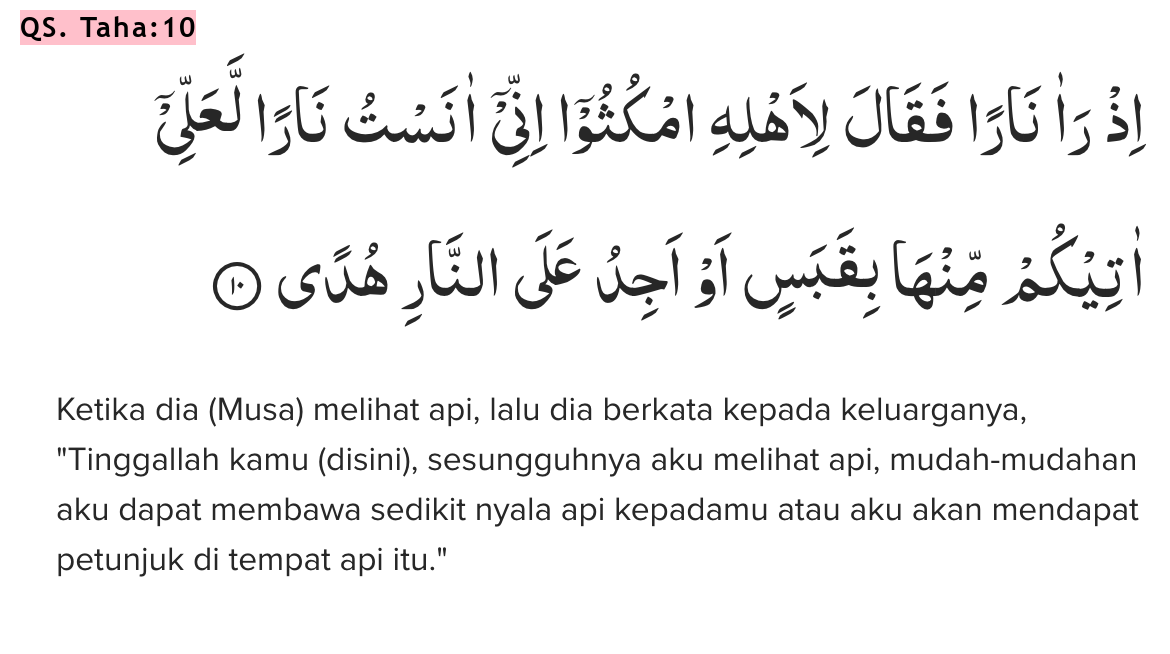 QS. Taha:10
اِذْ رَاٰ نَارًا فَقَالَ لِاَهْلِهِ امْكُثُوْٓا اِنِّيْٓ اٰنَسْتُ نَارًا لَّعَلِّيْٓ
اٰتِيْكُمْ مِّنْهَا بِقَبَسٍ اَوْ اَجِدُ عَلَى النَّارِ هُدًى ١٠
Ketika dia (Musa) melihat api, lalu dia berkata kepada keluarganya,
"Tinggallah kamu (disini), sesungguhnya aku melihat api, mudah-mudahan
aku dapat membawa sedikit nyala api kepadamu atau aku akan mendapat
petunjuk di tempat api itu."